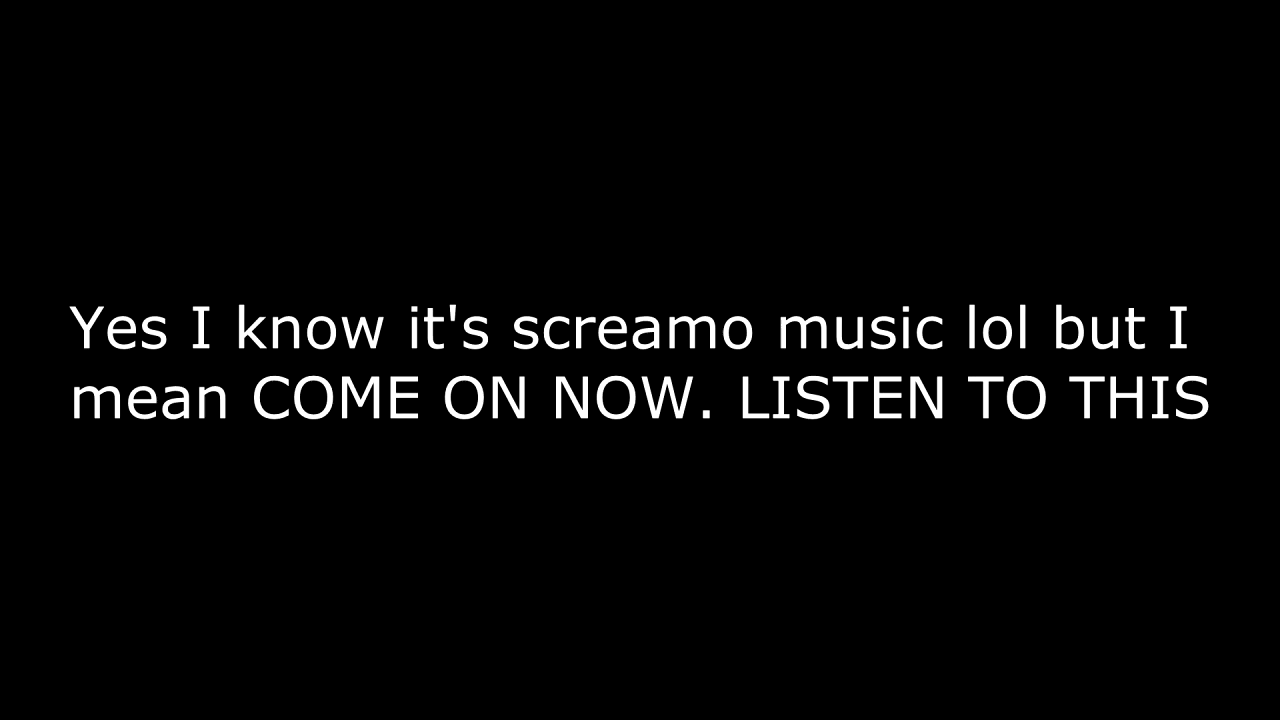 Yes I know it's screamo music lol but I
mean COME ON NOW. LISTEN TO THIS